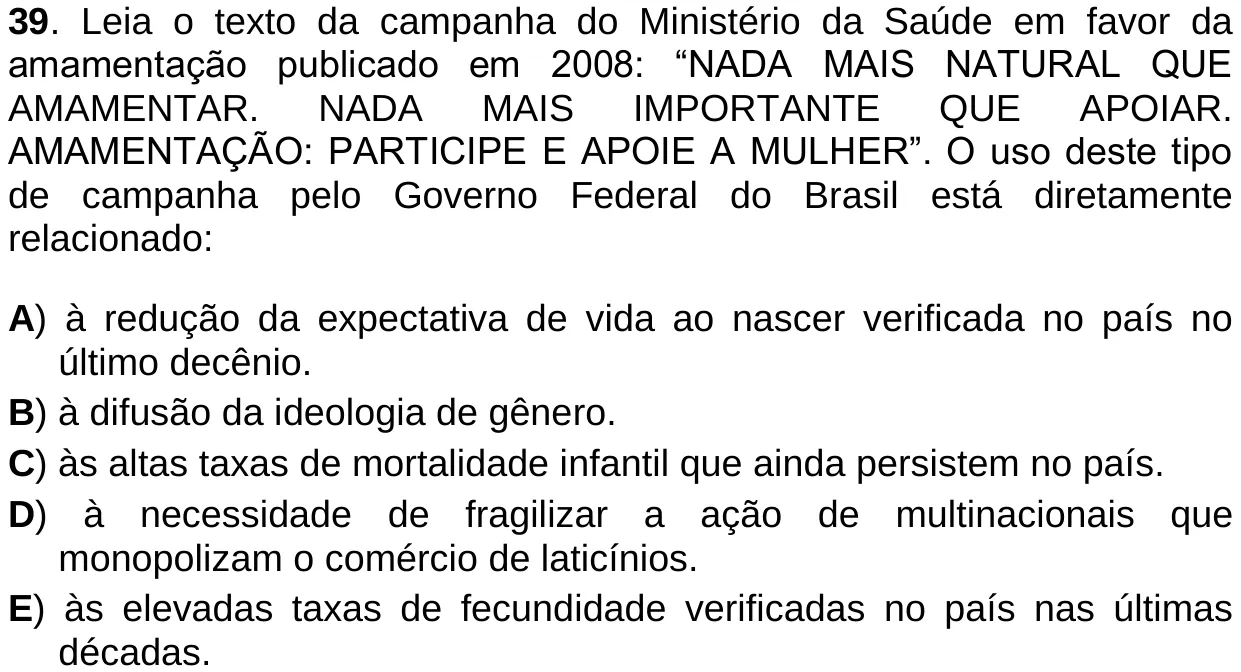 39. Leia o texto da campanha do Ministério da Saúde em favor da
amamentação publicado em 2008: “NADA MAIS NATURAL QUE
AMAMENTAR. NADA MAIS IMPORTANTE QUE APOIAR.
AMAMENTAÇÃO: PARTICIPE E APOIE A MULHER”. O uso deste tipo
de campanha pelo Governo Federal do Brasil está diretamente
relacionado:
A) à redução da expectativa de vida ao nascer verificada no país no
último decênio.
B) à difusão da ideologia de gênero.
C) às altas taxas de mortalidade infantil que ainda persistem no país.
D) à necessidade de fragilizar a ação de multinacionais que
monopolizam o comércio de laticínios.
E) às elevadas taxas de fecundidade verificadas no país nas últimas
décadas.